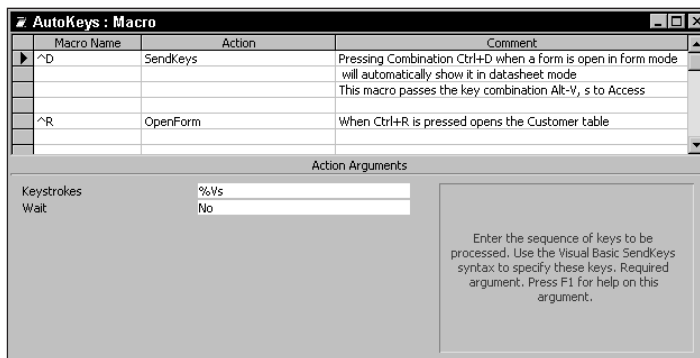 AutoKeys : Macro
Macro Name Action Comment
^D SendKeys Pressing Combination Ctrl+D when a form is open in form mode
will automatically show it in datasheet mode
This macro passes the key combination Alt-V, s to Access
^R OpenForm When Ctrl+R is pressed opens the Customer table
Action Arguments
Keystrokes %Vs
Wait No
Enter the sequence of keys to be
processed. Use the Visual Basic SendKeys
syntax to specify these keys. Required
argument. Press F1 for help on this
argument.